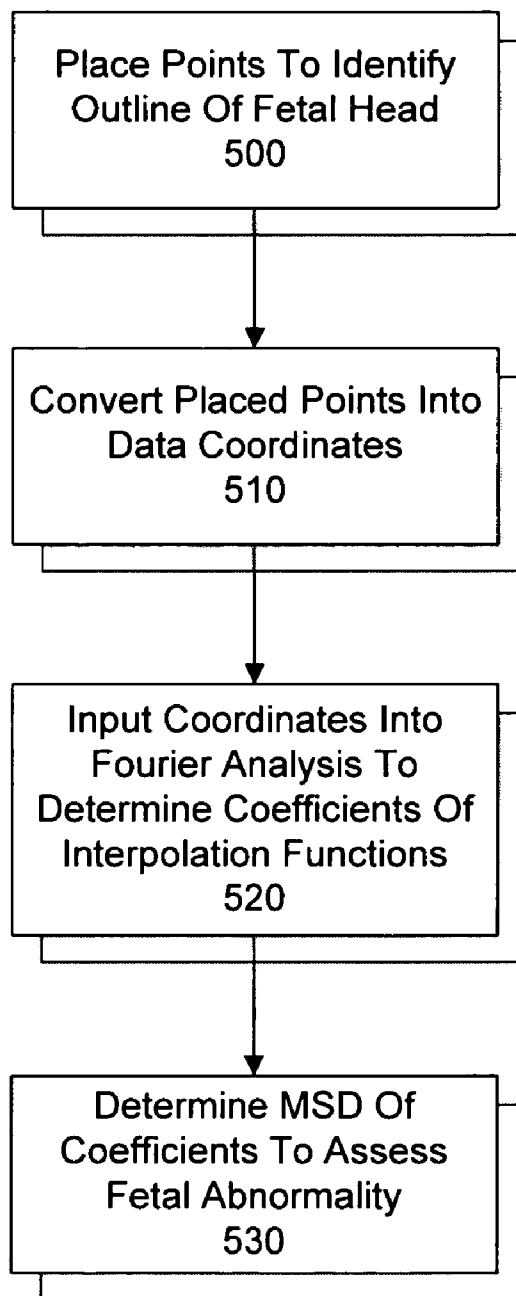 Place Points To Identify
Outline Of Fetal Head
500
Convert Placed Points Into
Data Coordinates
510
Input Coordinates Into
Fourier Analysis To
Determine Coefficients Of
Interpolation Functions
520
Determine MSD Of
Coefficients To Assess
Fetal Abnormality
530